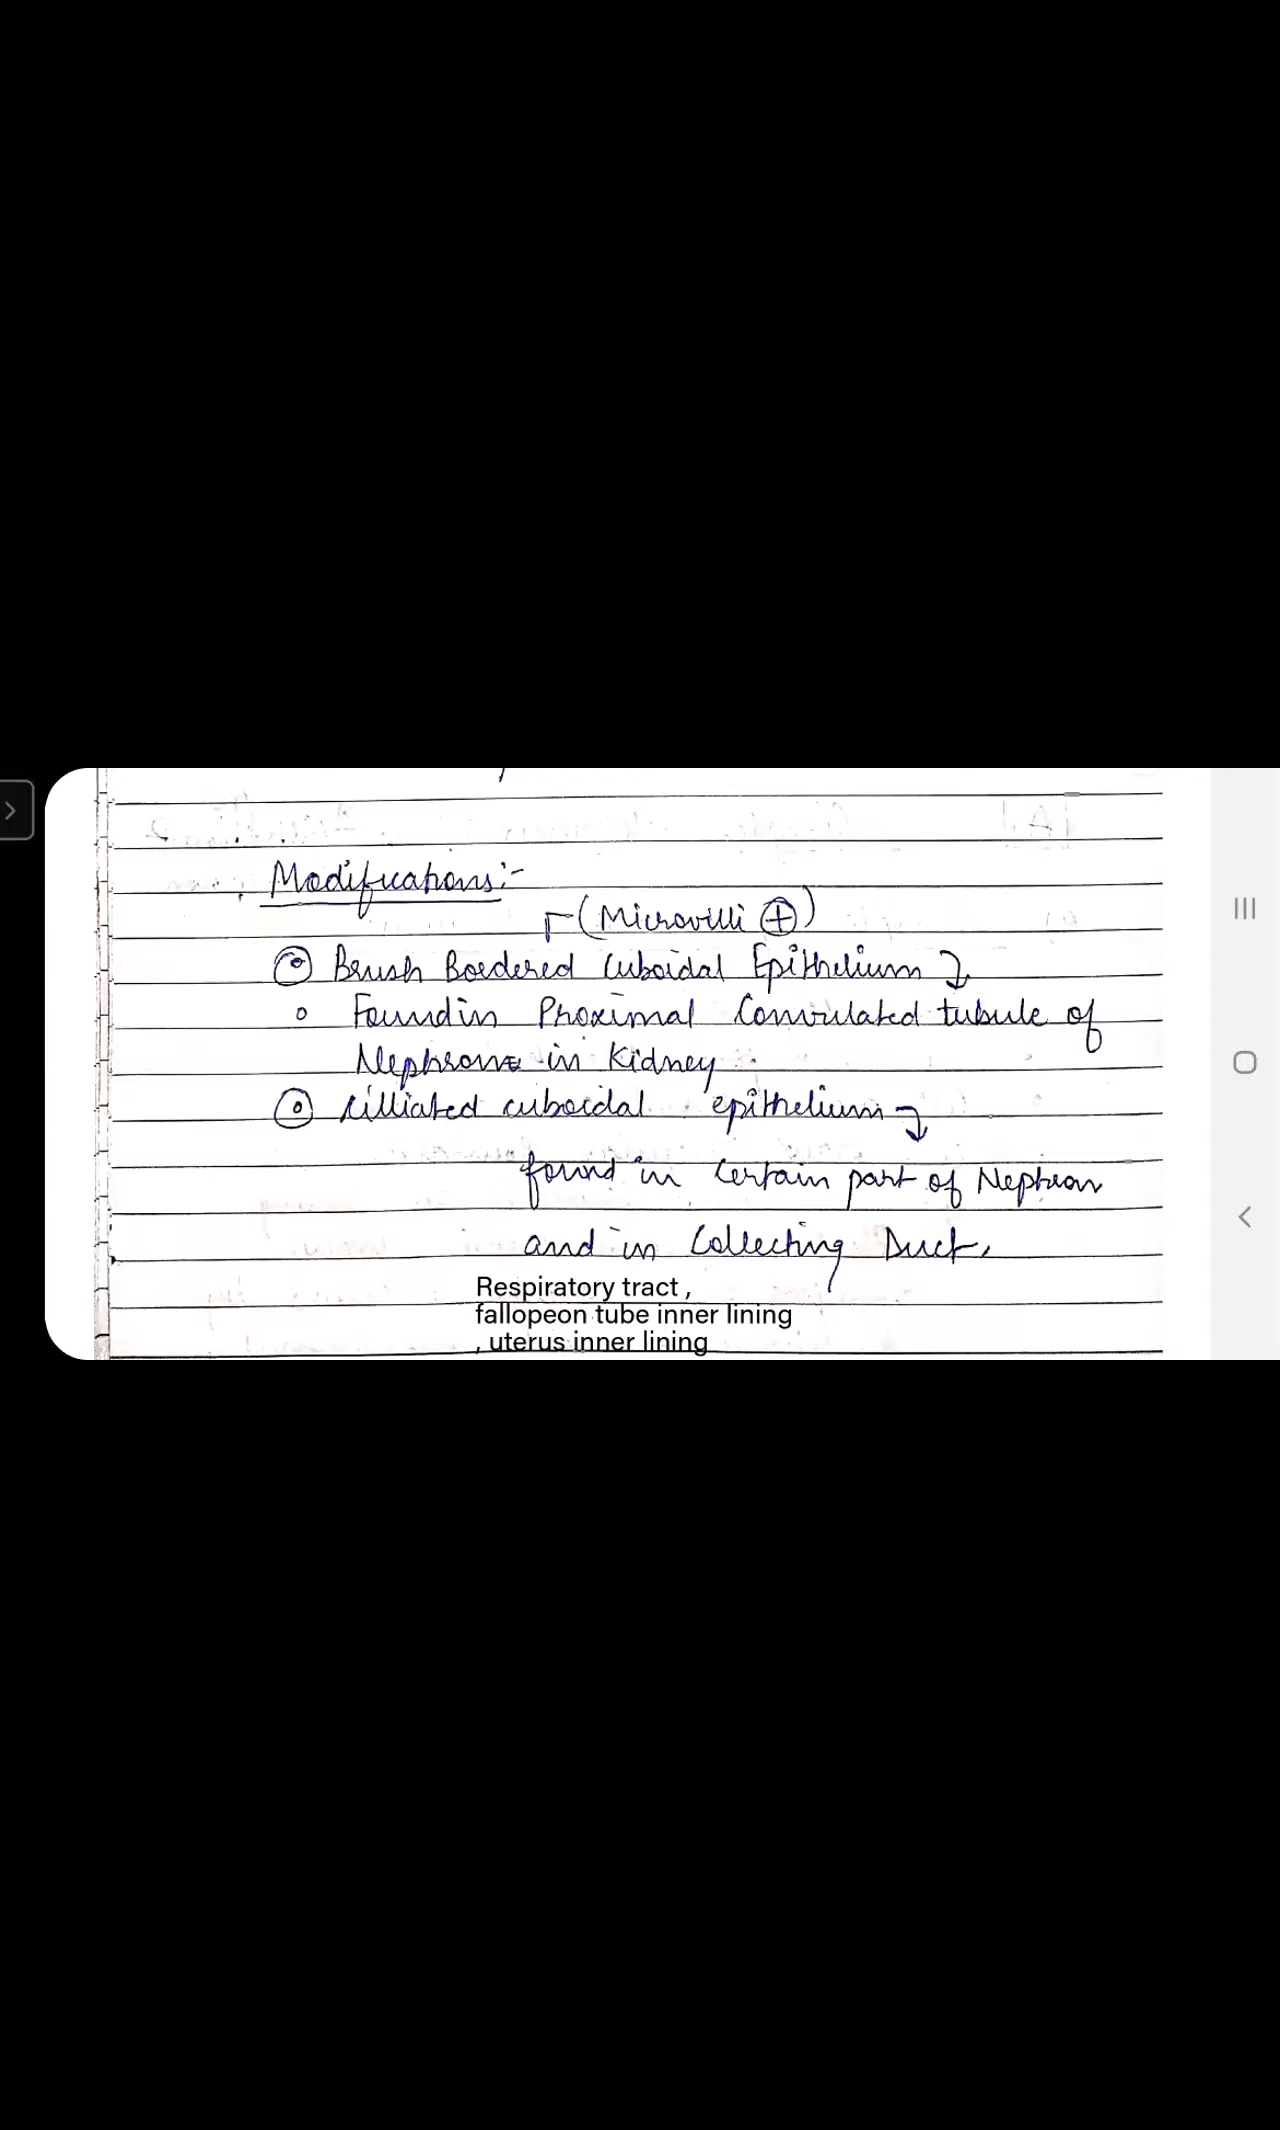 Modifications:-
(Microvilli ⊕)
Brush Boedered Cuboidal Epithelium
Found in Proximal Convulated tubule of
Nephrone in Kidney
Cilliated cuboidal epithelium
found in Certain part of Nephron
and in Collecting Duct.
Respiratory tract ,
fallopeon tube inner lining
, uterus inner lining